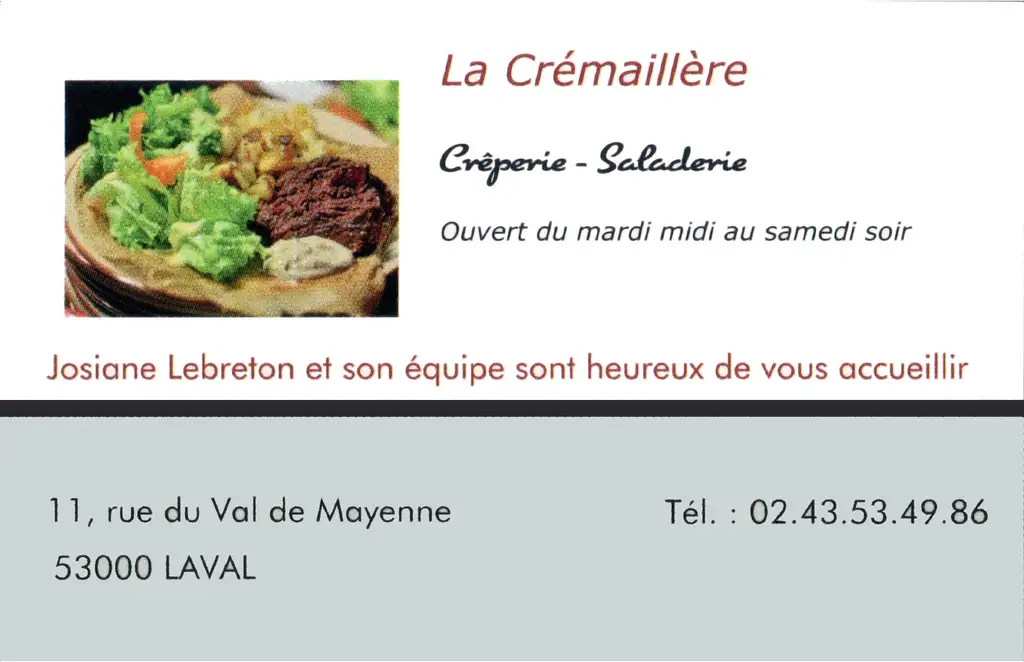 La Crémaillère
Crêperie - Saladerie
Ouvert du mardi midi au samedi soir
Josiane Lebreton et son équipe sont heureux de vous accueillir
11, rue du Val de Mayenne
Tél. : 02.43.53.49.86
53000 LAVAL